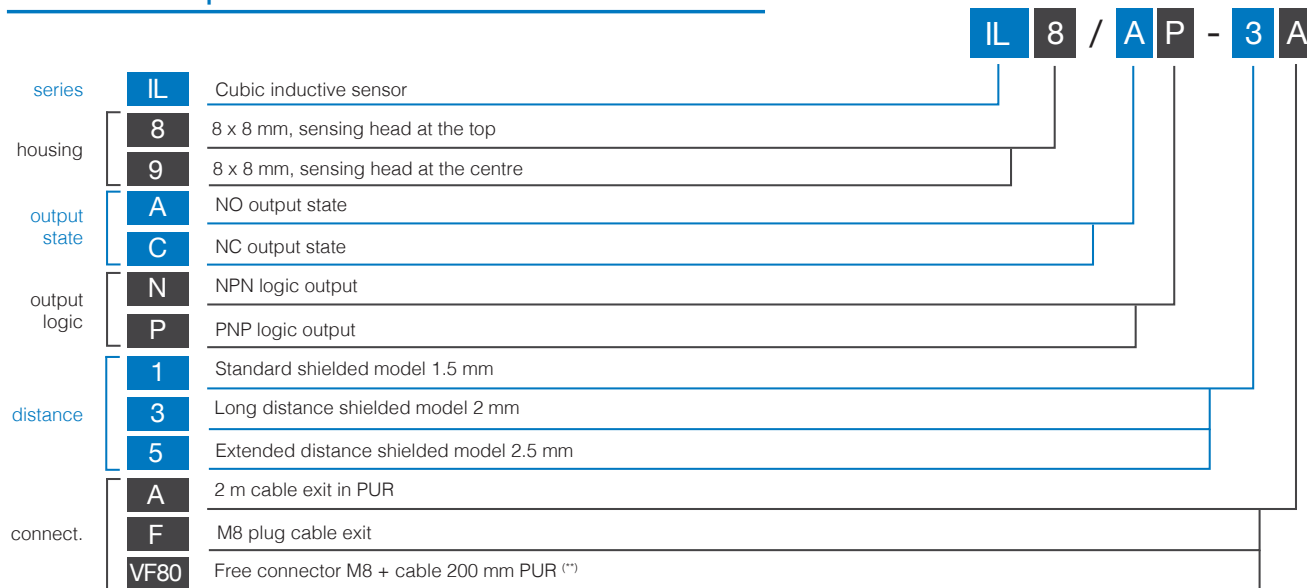 IL 8 / A P - 3 A
series IL Cubic inductive sensor
housing
8 8 x 8 mm, sensing head at the top
9 8 x 8 mm, sensing head at the centre
output
state
A NO output state
C NC output state
output
logic
N NPN logic output
P PNP logic output
distance
1 Standard shielded model 1.5 mm
3 Long distance shielded model 2 mm
5 Extended distance shielded model 2.5 mm
connect.
A 2 m cable exit in PUR
F M8 plug cable exit
VF80 Free connector M8 + cable 200 mm PUR (**)